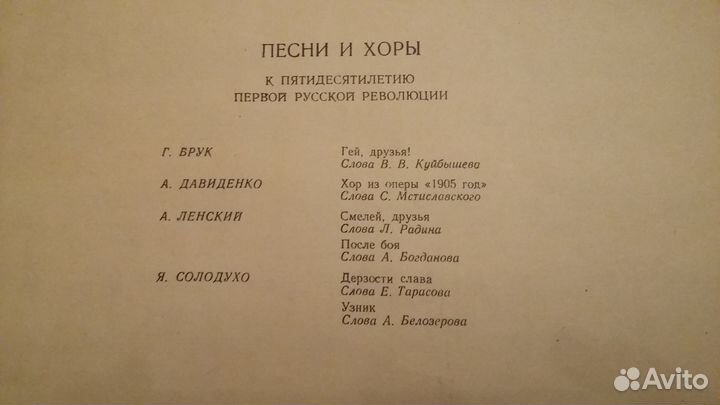 ПЕСНИ И ХОРЫ
К ПЯТИДЕСЯТИЛЕТИЮ
ПЕРВОЙ РУССКОЙ РЕВОЛЮЦИИ
Г. БРУК Гей, друзья!
Слова В. В. Куйбышева
А. ДАВИДЕНКО Хор из оперы «1905 год»
Слова С. Мстиславского
А. ЛЕНСКИЙ Смелей, друзья
Слова Л. Радина
После боя
Слова А. Богданова
Я. СОЛОДУХО Дерзости слава
Слова Е. Тарасова
Узник
Слова А. Белозерова
Avito